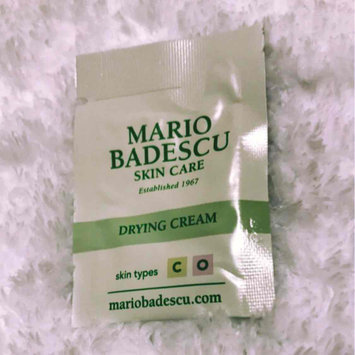 MARIO
BADESCU
SKIN CARE
Established 1967
DRYING CREAM
skin types C O
mariobadescu.com